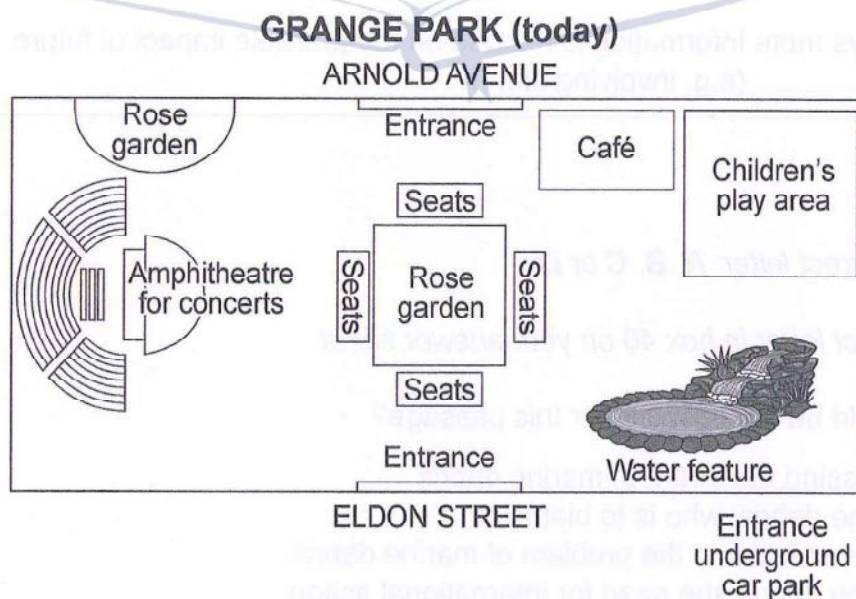 GRANGE PARK (today)
ARNOLD AVENUE
Rose
garden
Entrance
Café
Children's
play area
Seats
Amphitheatre
for concerts
Seats
Rose
garden
Seats
Seats
Entrance
Water feature
ELDON STREET
Entrance
underground
car park